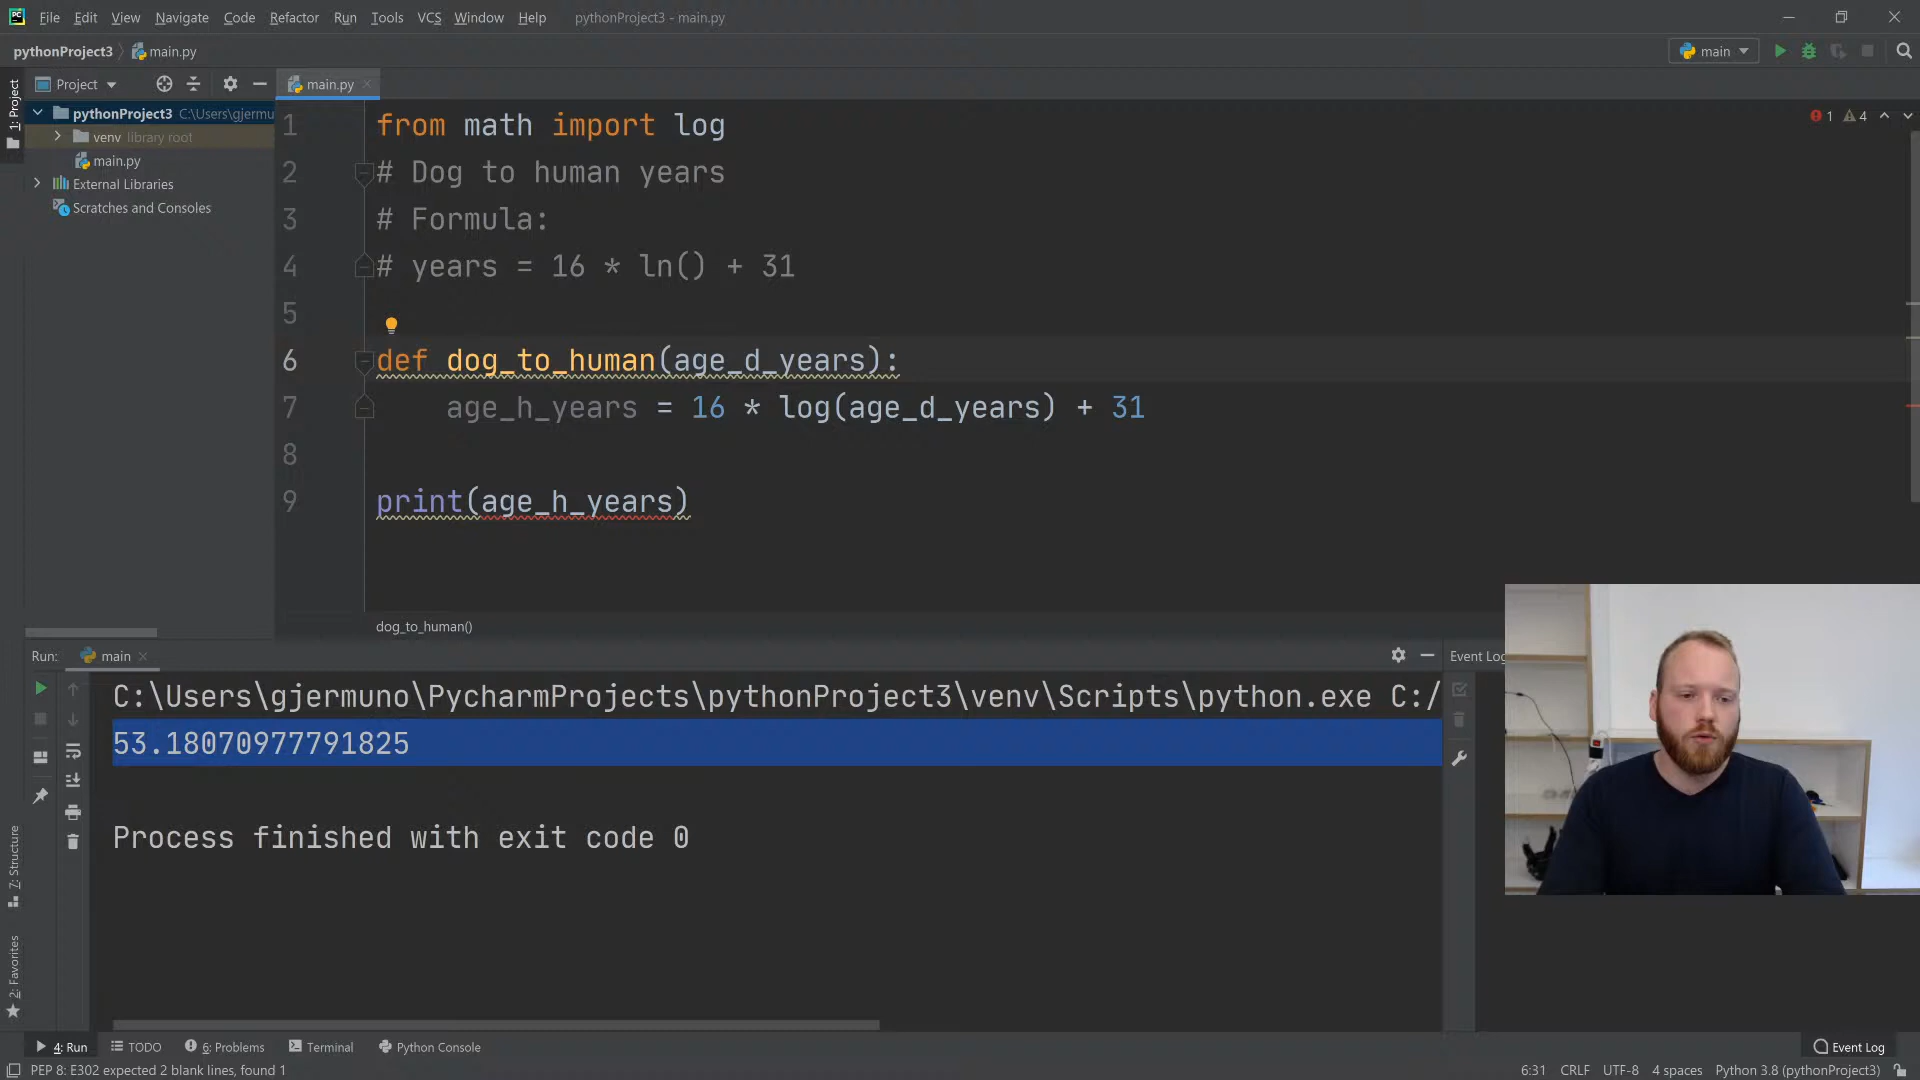 PC File Edit View Navigate Code Refactor Run Tools VCS Window Help pythonProject3 - main.py
pythonProject3 main.py main
1: Project
Project main.py
pythonProject3 C:\Users\gjermu
venv library root
main.py
External Libraries
Scratches and Consoles
1 from math import log
2 # Dog to human years
3 # Formula:
4 # years = 16 * ln() + 31
5
6 def dog_to_human(age_d_years):
7 age_h_years = 16 * log(age_d_years) + 31
8
9 print(age_h_years)
1 4
dog_to_human()
Run: main Event Log
C:\Users\gjermuno\PycharmProjects\pythonProject3\venv\Scripts\python.exe C:/
53.18070977791825
Process finished with exit code 0
7: Structure
2: Favorites
4: Run TODO 6: Problems Terminal Python Console Event Log
PEP 8: E302 expected 2 blank lines, found 1 6:31 CRLF UTF-8 4 spaces Python 3.8 (pythonProject3)